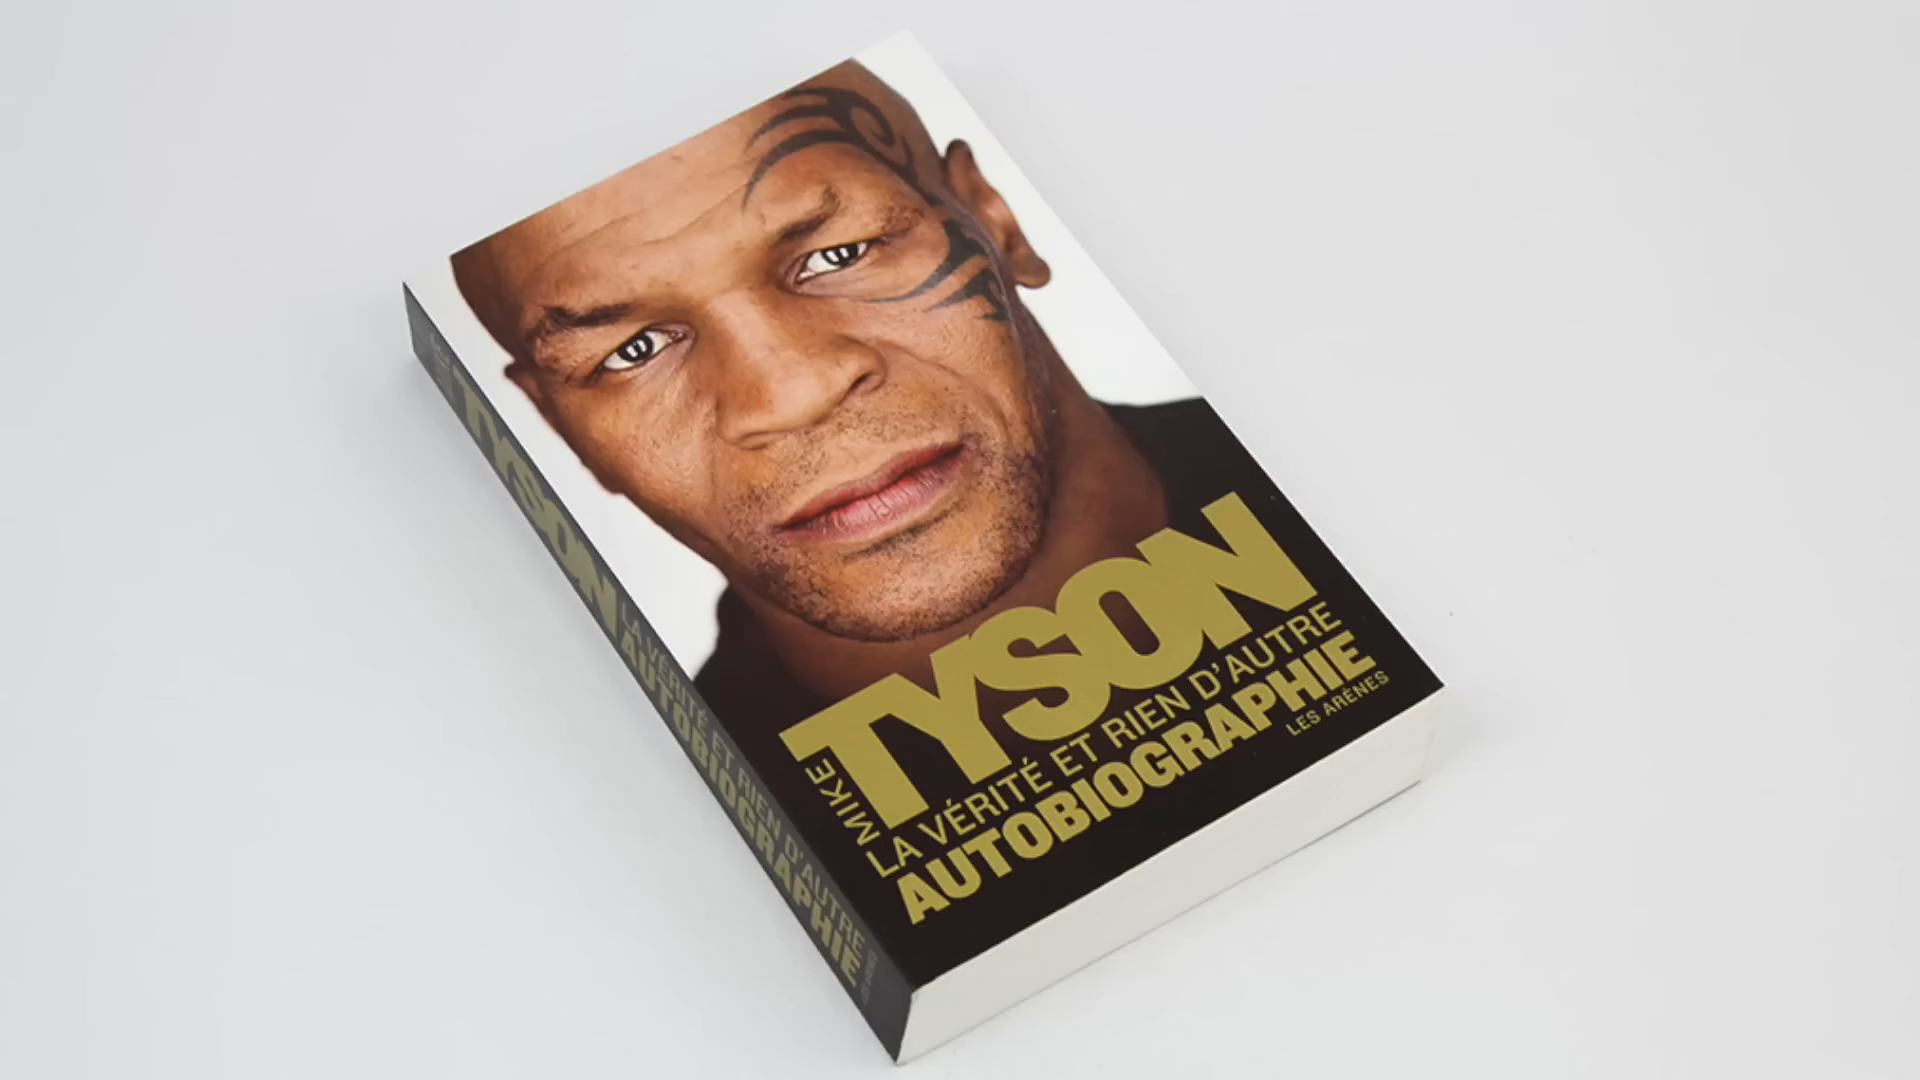 MIKE
TYSON
LA VÉRITÉ ET RIEN D'AUTRE
AUTOBIOGRAPHIE
LES ARÈNES
TYSON
LA VÉRITÉ ET RIEN D'AUTRE
AUTOBIOGRAPHIE